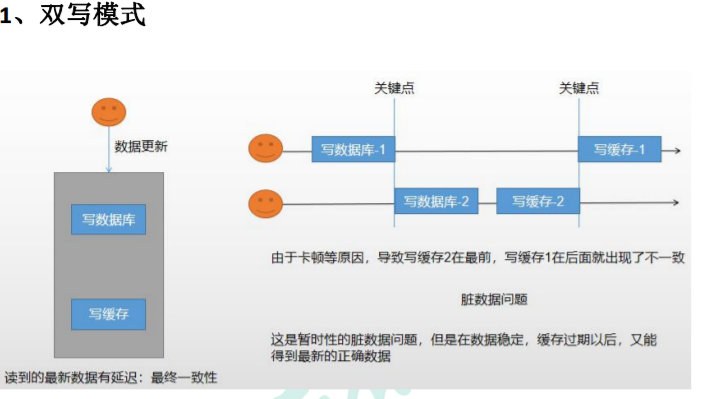 1、双写模式
关键点
关键点
数据更新
写数据库-1
写缓存-1
写数据库
写数据库-2
写缓存-2
由于卡顿等原因，导致写缓存2在最前，写缓存1在后面就出现了不一致
脏数据问题
写缓存
这是暂时性的脏数据问题，但是在数据稳定，缓存过期以后，又能
得到最新的正确数据
读到的最新数据有延迟：最终一致性